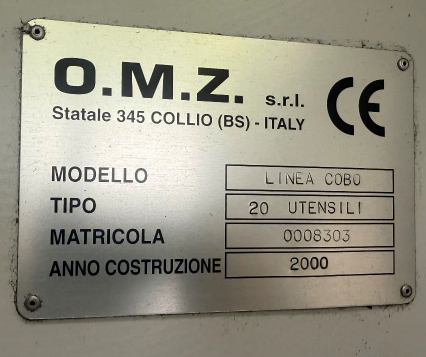 O.M.Z. s.r.l.
Statale 345 COLLIO (BS) - ITALY
CE
MODELLO LINEA COBO
TIPO 20 UTENSILI
MATRICOLA 0008303
ANNO COSTRUZIONE 2000